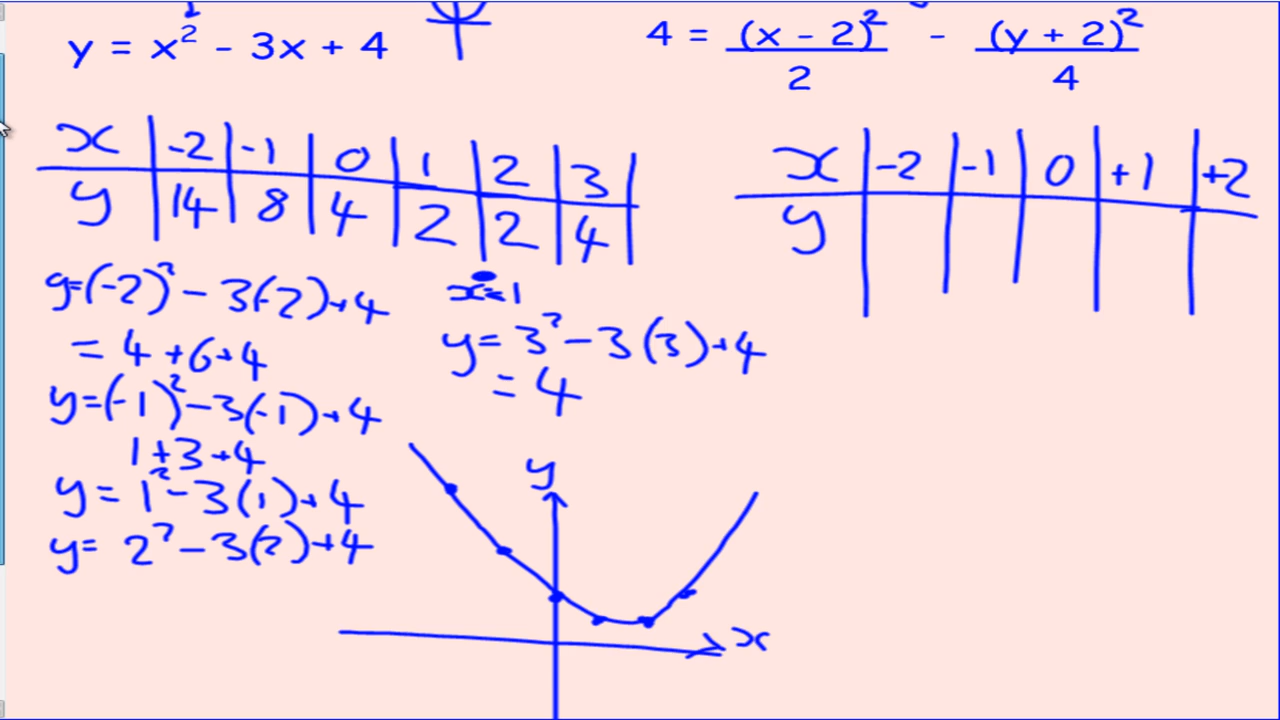 y = x² - 3x + 4
4 = (x - 2)² / 2 - (y + 2)² / 4
x | -2 | -1 | 0 | 1 | 2 | 3
y | 14 | 8 | 4 | 2 | 2 | 4
x | -2 | -1 | 0 | +1 | +2
y
y=(-2)² - 3(-2)+4
= 4+6+4
y=(-1)²-3(-1)+4
1+3+4
y= 1²-3(1)+4
y= 2²-3(2)+4
x=1
y= 3²-3(3)+4
= 4
y
x